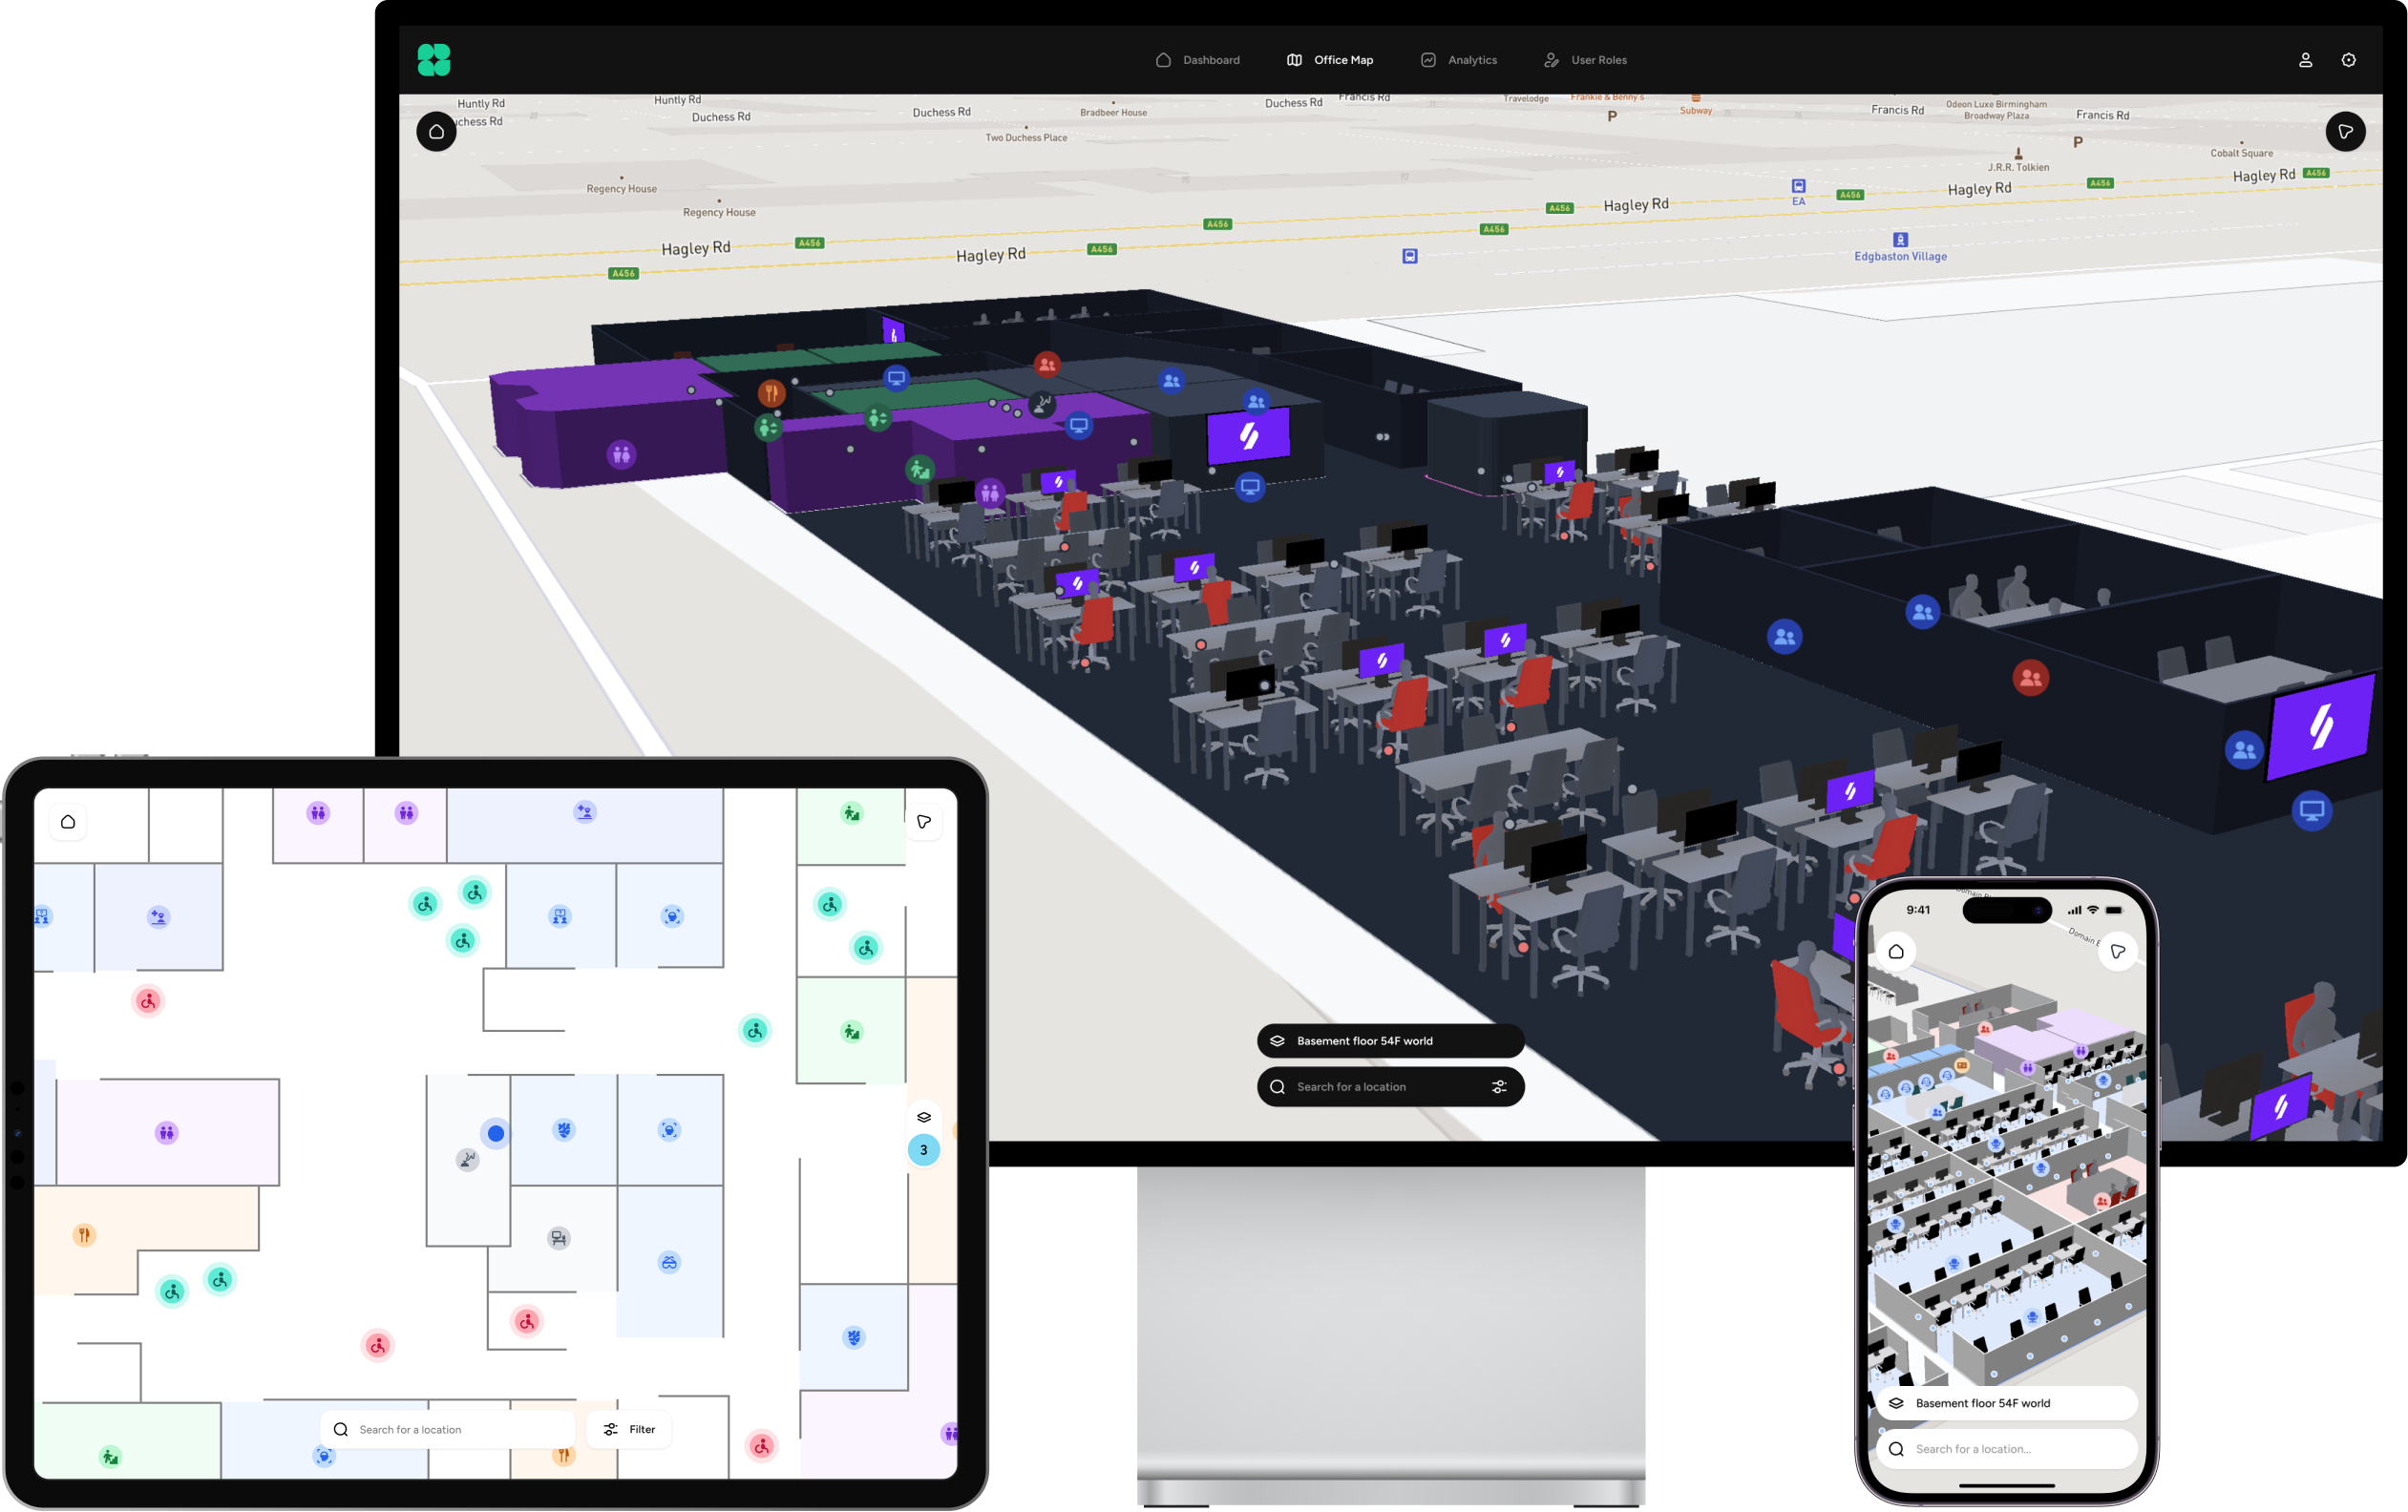 Dashboard
Office Map
Analytics
User Roles
Huntly Rd
Huntly Rd
Duchess Rd
Francis Rd
Travelodge
Frankie & Benny's
Subway
Francis Rd
Odeon Luxe Birmingham
Broadway Plaza
Francis Rd
uchess Rd
Duchess Rd
Duchess Rd
Bradbeer House
P
Two Duchess Place
P
J.R.R. Tolkien
Cobalt Square
Regency House
Regency House
Hagley Rd
A456
Hagley Rd
A456
A456
EA
A456
Hagley Rd
A456
A456
A456
Hagley Rd
A456
Hagley Rd
A456
A456
Edgbaston Village
Basement floor 54F world
Search for a location
3
Search for a location
Filter
9:41
Domain
Domain E
Basement floor 54F world
Search for a location...